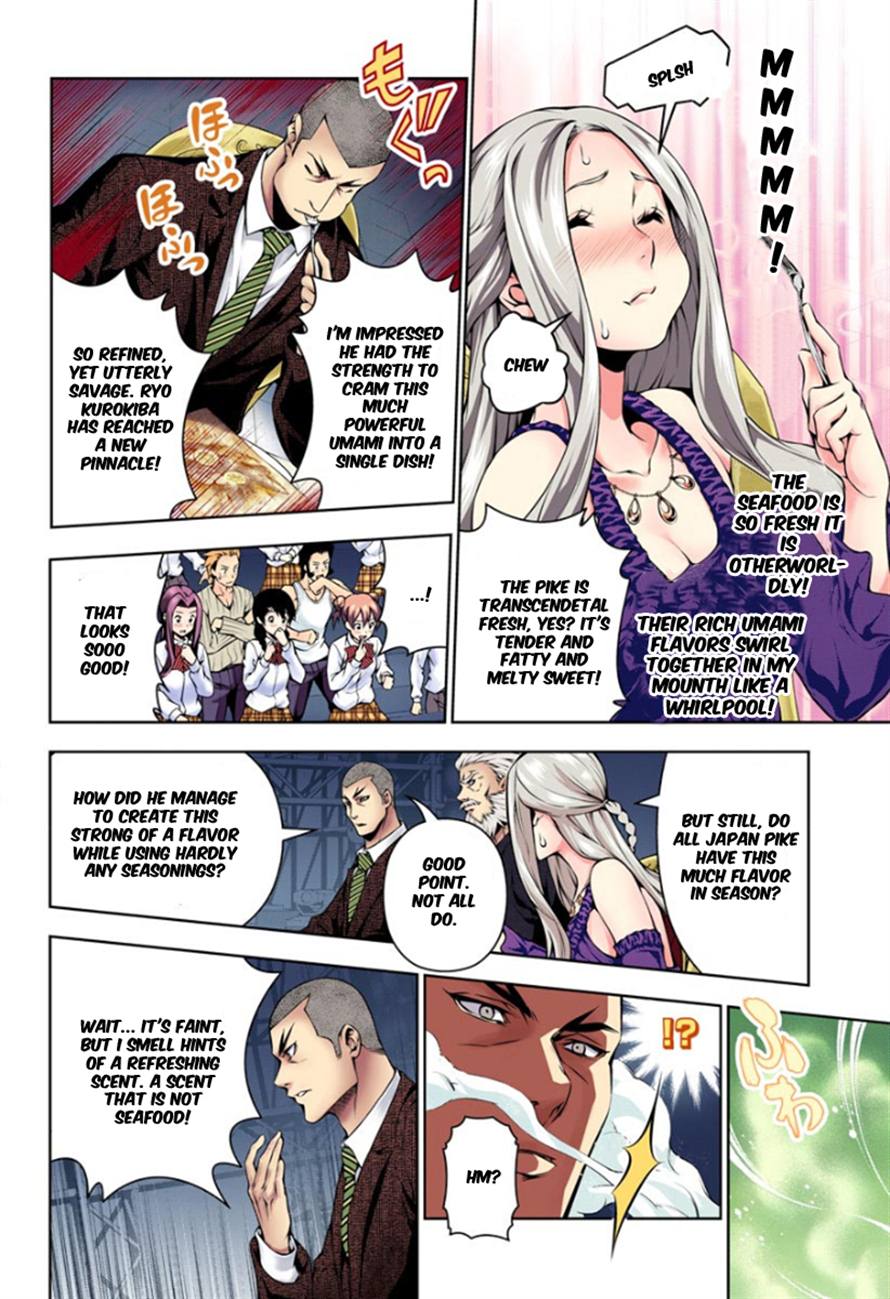 MMMMMM!
SPLSH
CHEW
THE
SEAFOOD IS
SO FRESH IT
IS
OTHERWORL-
DLY!
THEIR RICH UMAMI
FLAVORS SWIRL
TOGETHER IN MY
MOUNTH LIKE A
WHIRLPOOL!
THE PIKE IS
TRANSCENDETAL
FRESH, YES? IT'S
TENDER AND
FATTY AND
MELTY SWEET!
もぐもぐっ
ほふっ
ほふっ
I'M IMPRESSED
HE HAD THE
STRENGTH TO
CRAM THIS
MUCH
POWERFUL
UMAMI INTO A
SINGLE DISH!
SO REFINED,
YET UTTERLY
SAVAGE. RYO
KUROKIBA
HAS REACHED
A NEW
PINNACLE!
...!
THAT
LOOKS
SOOO
GOOD!
BUT STILL, DO
ALL JAPAN PIKE
HAVE THIS
MUCH FLAVOR
IN SEASON?
GOOD
POINT.
NOT ALL
DO.
HOW DID HE MANAGE
TO CREATE THIS
STRONG OF A FLAVOR
WHILE USING HARDLY
ANY SEASONINGS?
ふわ
!?
HM?
WAIT... IT'S FAINT,
BUT I SMELL HINTS
OF A REFRESHING
SCENT. A SCENT
THAT IS NOT
SEAFOOD!